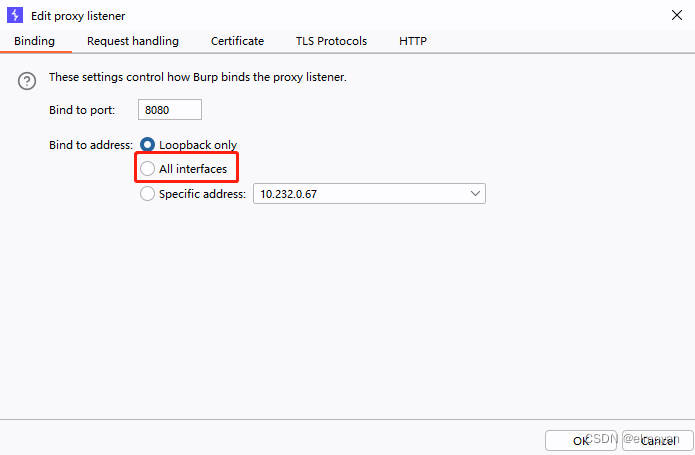 Edit proxy listener
Binding Request handling Certificate TLS Protocols HTTP
These settings control how Burp binds the proxy listener.
Bind to port: 8080
Bind to address: Loopback only
All interfaces
Specific address: 10.232.0.67
OK Cancel